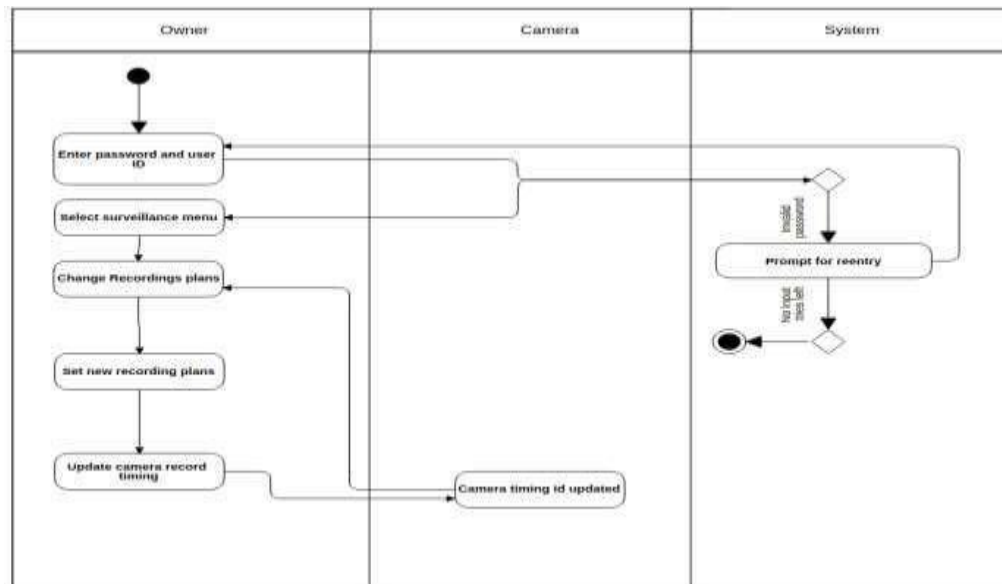 Owner
Camera
System
Enter password and user
ID
Select surveillance menu
Invalid
password
Change Recordings plans
Prompt for reentry
No input
tries left
Set new recording plans
Update camera record
timing
Camera timing id updated